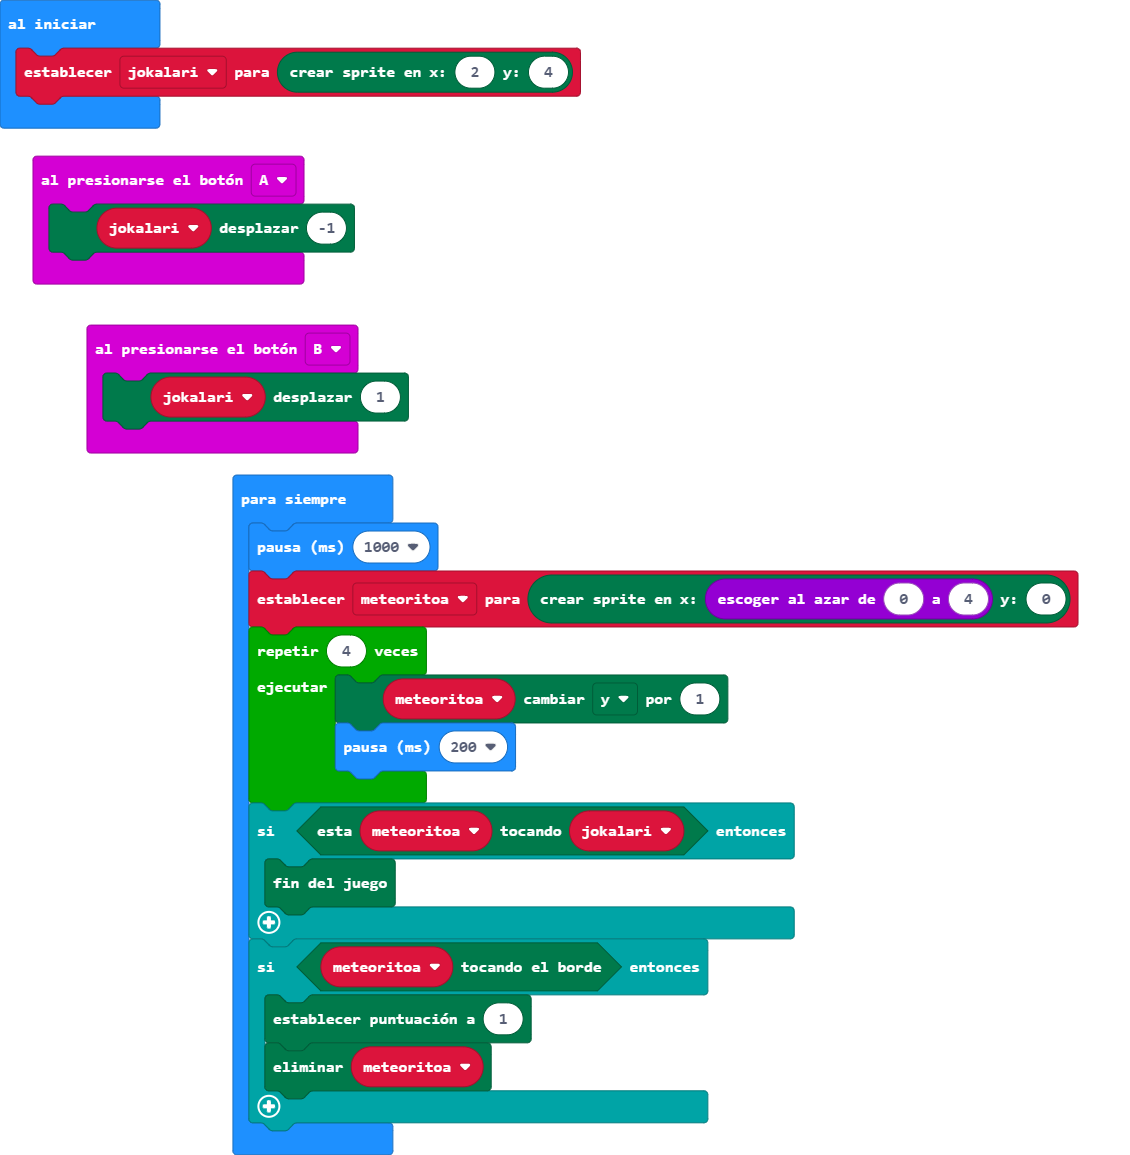 al iniciar
establecer jokalari para crear sprite en x: 2 y: 4
al presionarse el botón A
jokalari desplazar -1
al presionarse el botón B
jokalari desplazar 1
para siempre
pausa (ms) 1000
establecer meteoritoa para crear sprite en x: escoger al azar de 0 a 4 y: 0
repetir 4 veces
ejecutar
meteoritoa cambiar y por 1
pausa (ms) 200
si esta meteoritoa tocando jokalari entonces
fin del juego
si meteoritoa tocando el borde entonces
establecer puntuación a 1
eliminar meteoritoa